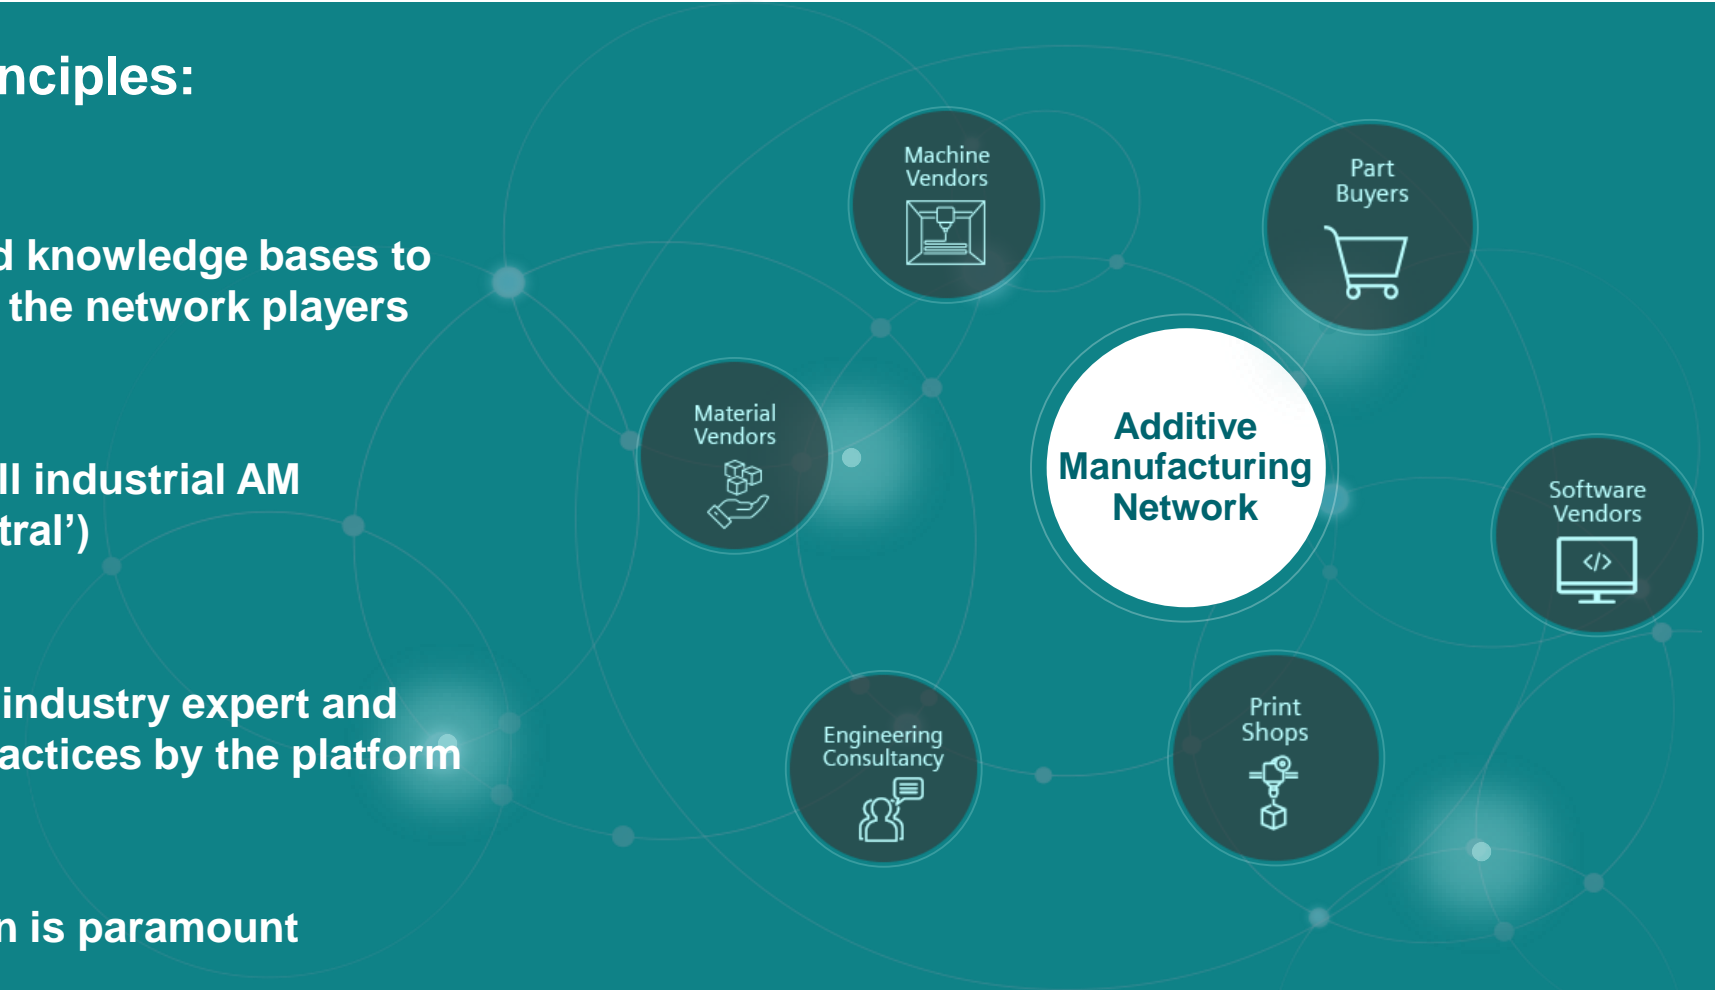 nciples:
d knowledge bases to
the network players
ll industrial AM
tral’)
industry expert and
actices by the platform
n is paramount
Machine
Vendors
Part
Buyers
Material
Vendors
Additive
Manufacturing
Network
Software
Vendors
</>
Engineering
Consultancy
Print
Shops